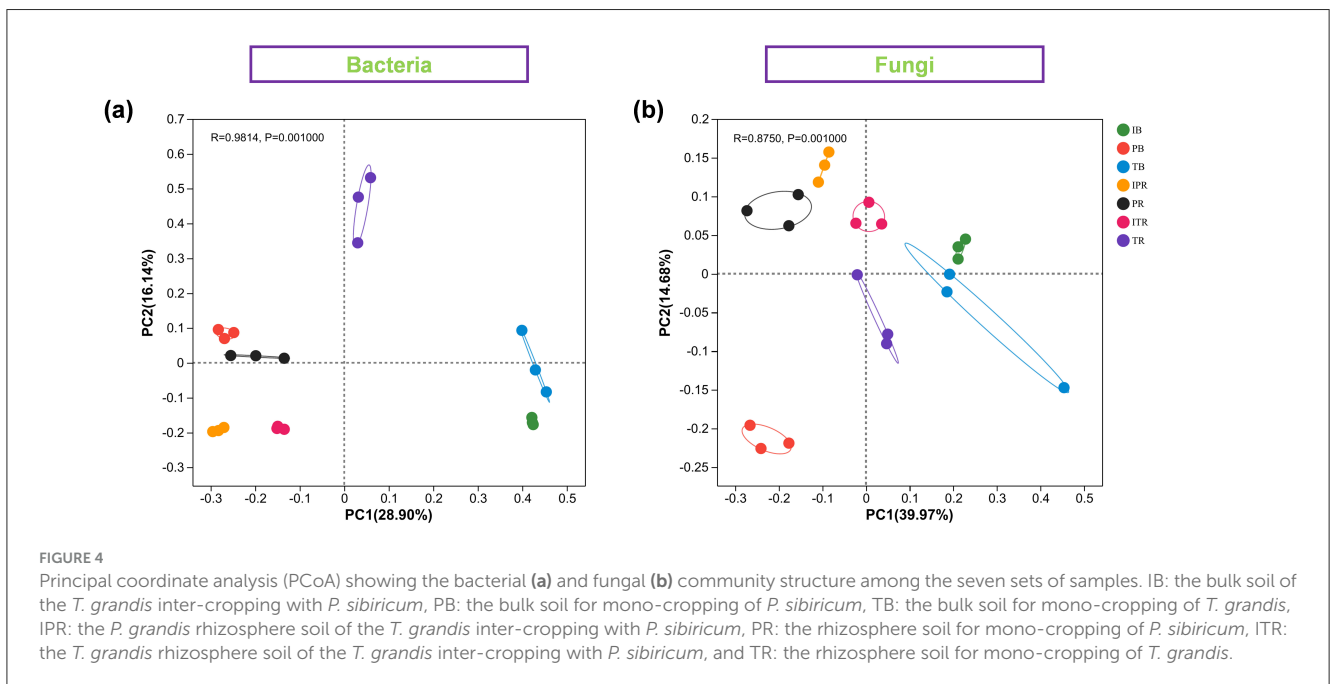 Bacteria
Fungi
(a)
R=0.9814, P=0.001000
PC2(16.14%)
0.7
0.6
0.5
0.4
0.3
0.2
0.1
0
-0.1
-0.2
-0.3
-0.3
-0.2
-0.1
0
0.1
0.2
0.3
0.4
0.5
PC1(28.90%)
(b)
R=0.8750, P=0.001000
PC2(14.68%)
0.2
0.15
0.1
0.05
0
-0.05
-0.1
-0.15
-0.2
-0.25
-0.3
-0.2
-0.1
0
0.1
0.2
0.3
0.4
0.5
PC1(39.97%)
IB
PB
TB
IPR
PR
ITR
TR
FIGURE 4
Principal coordinate analysis (PCoA) showing the bacterial (a) and fungal (b) community structure among the seven sets of samples. IB: the bulk soil of
the T. grandis inter-cropping with P. sibiricum, PB: the bulk soil for mono-cropping of P. sibiricum, TB: the bulk soil for mono-cropping of T. grandis,
IPR: the P. grandis rhizosphere soil of the T. grandis inter-cropping with P. sibiricum, PR: the rhizosphere soil for mono-cropping of P. sibiricum, ITR:
the T. grandis rhizosphere soil of the T. grandis inter-cropping with P. sibiricum, and TR: the rhizosphere soil for mono-cropping of T. grandis.